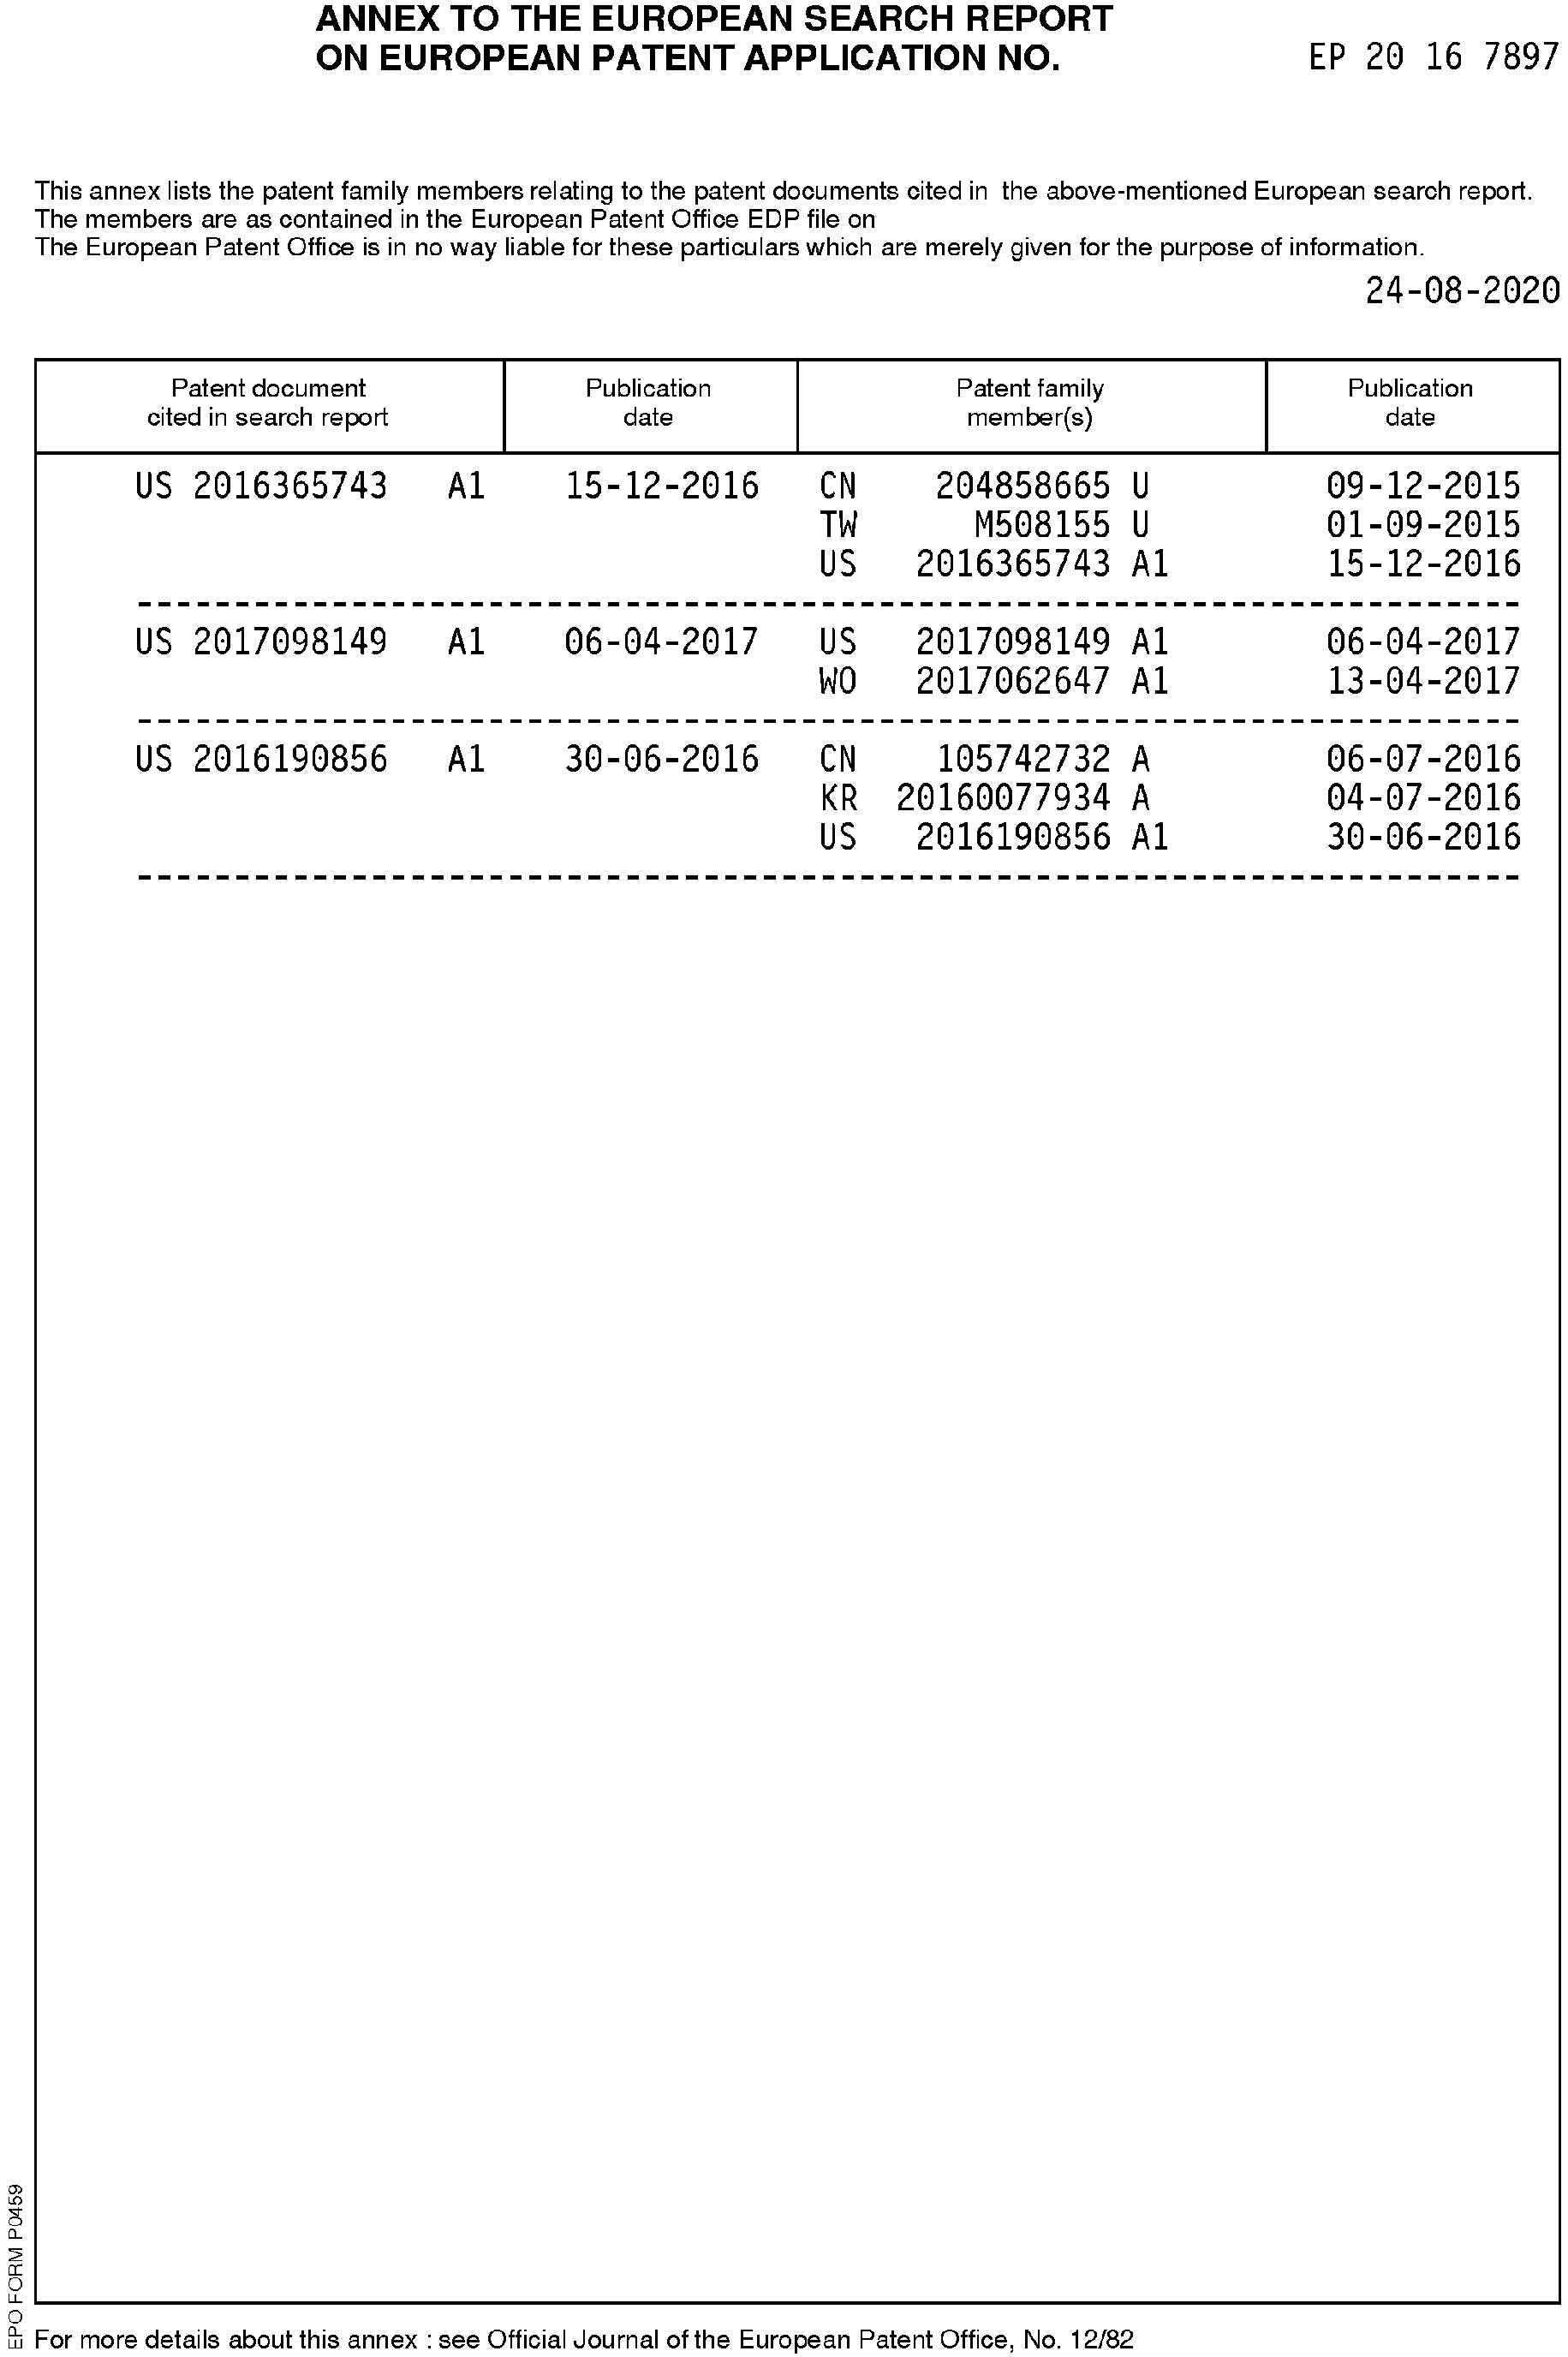 ANNEX TO THE EUROPEAN SEARCH REPORT
ON EUROPEAN PATENT APPLICATION NO. EP 20 16 7897
This annex lists the patent family members relating to the patent documents cited in the above-mentioned European search report.
The members are as contained in the European Patent Office EDP file on
The European Patent Office is in no way liable for these particulars which are merely given for the purpose of information.
24-08-2020
Patent document cited in search report Publication date Patent family member(s) Publication date
US 2016365743 A1 15-12-2016 CN 204858665 U 09-12-2015
TW M508155 U 01-09-2015
US 2016365743 A1 15-12-2016
US 2017098149 A1 06-04-2017 US 2017098149 A1 06-04-2017
WO 2017062647 A1 13-04-2017
US 2016190856 A1 30-06-2016 CN 105742732 A 06-07-2016
KR 20160077934 A 04-07-2016
US 2016190856 A1 30-06-2016
EPO FORM P0459
For more details about this annex : see Official Journal of the European Patent Office, No. 12/82